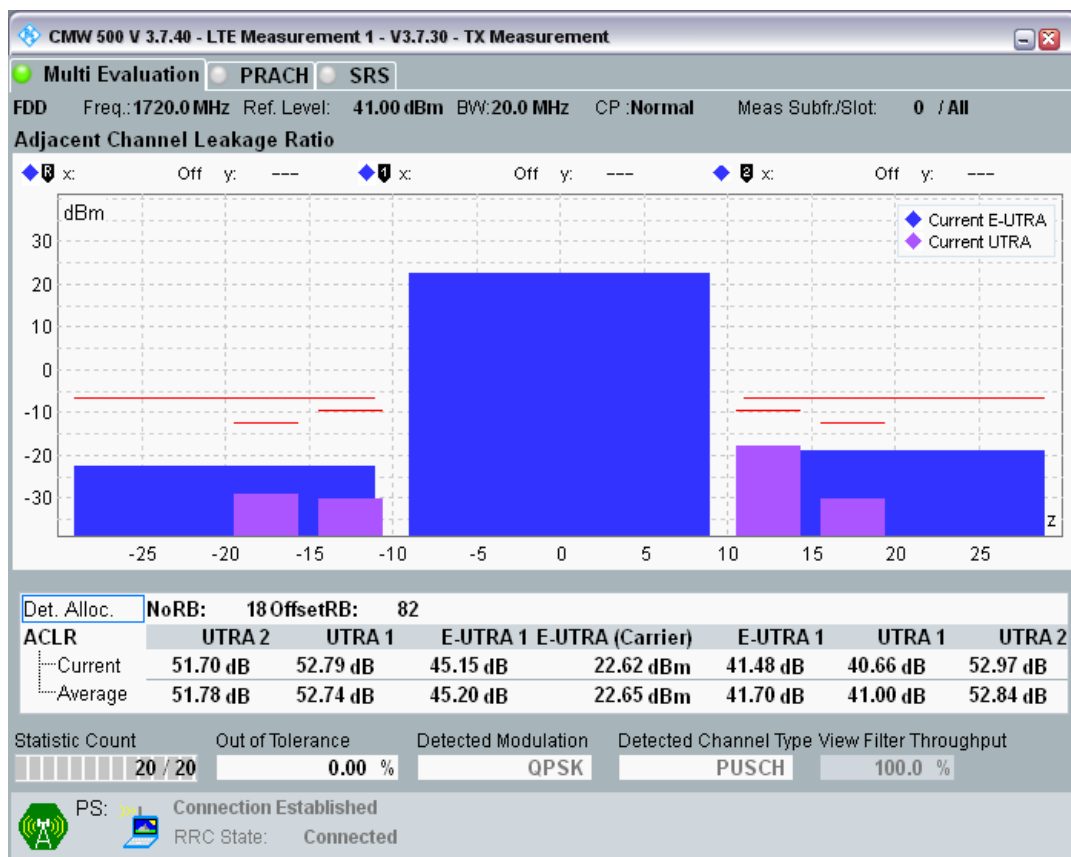 CMW 500 V 3.7.40 - LTE Measurement 1 - V3.7.30 - TX Measurement
Multi Evaluation PRACH SRS
FDD Freq.:1720.0 MHz Ref. Level: 41.00 dBm BW:20.0 MHz CP :Normal Meas Subfr./Slot: 0 / All
Adjacent Channel Leakage Ratio
R x: Off y: --- 1 x: Off y: --- 2 x: Off y: ---
dBm
Current E-UTRA
Current UTRA
30
20
10
0
-10
-20
-30
z
-25 -20 -15 -10 -5 0 5 10 15 20 25
Det. Alloc. NoRB: 18 OffsetRB: 82
ACLR UTRA 2 UTRA 1 E-UTRA 1 E-UTRA (Carrier) E-UTRA 1 UTRA 1 UTRA 2
Current 51.70 dB 52.79 dB 45.15 dB 22.62 dBm 41.48 dB 40.66 dB 52.97 dB
Average 51.78 dB 52.74 dB 45.20 dB 22.65 dBm 41.70 dB 41.00 dB 52.84 dB
Statistic Count Out of Tolerance Detected Modulation Detected Channel Type View Filter Throughput
20 / 20 0.00 % QPSK PUSCH 100.0 %
PS: Connection Established
RRC State: Connected